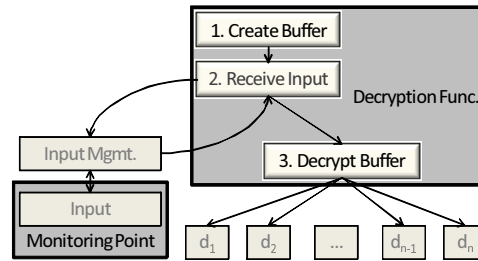 1. Create Buffer
2. Receive Input
Decryption Func.
Input Mgmt.
3. Decrypt Buffer
Input
Monitoring Point
d1 d2 ... dn-1 dn